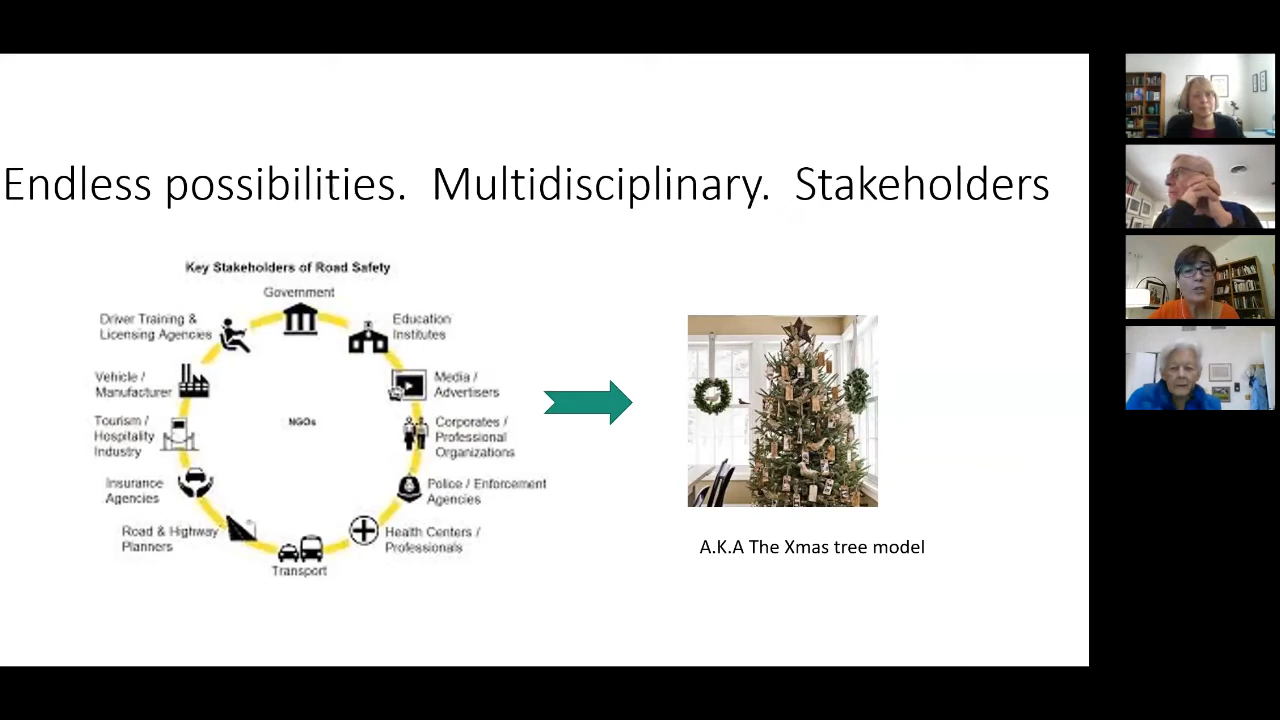 Endless possibilities. Multidisciplinary. Stakeholders
Key Stakeholders of Road Safety
Government
Driver Training &
Licensing Agencies
Education
Institutes
Vehicle /
Manufacturer
Media /
Advertisers
Tourism /
Hospitality
Industry
NGOs
Corporates /
Professional
Organizations
Insurance
Agencies
Police / Enforcement
Agencies
Road & Highway
Planners
Health Centers /
Professionals
Transport
A.K.A The Xmas tree model